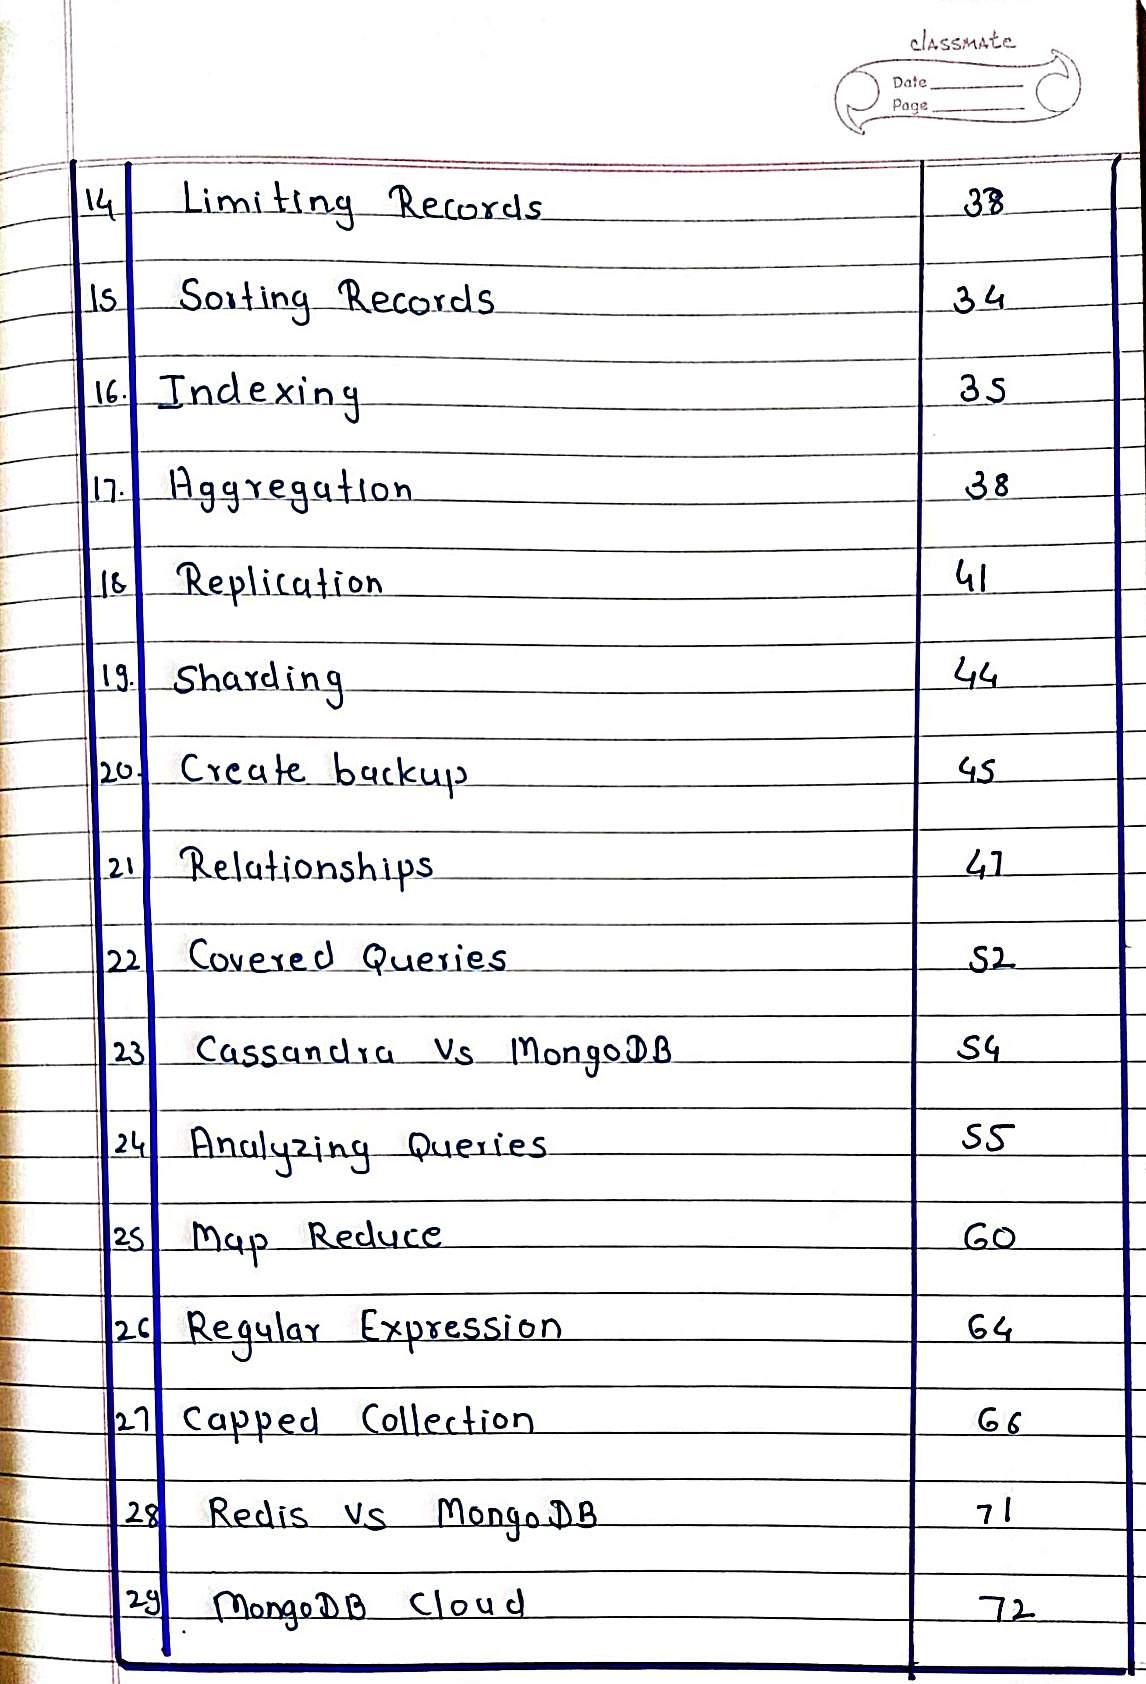 classmate
Date
Page
14 Limiting Records 33
15 Sorting Records 34
16. Indexing 35
17. Aggregation 38
18 Replication 41
19. Sharding 44
20. Create backup 45
21 Relationships 47
22 Covered Queries 52
23 Cassandra Vs MongoDB 54
24 Analyzing Queries 55
25 Map Reduce 60
26 Regular Expression 64
27 Capped Collection 66
28 Redis vs MongoDB 71
29 MongoDB Cloud 72